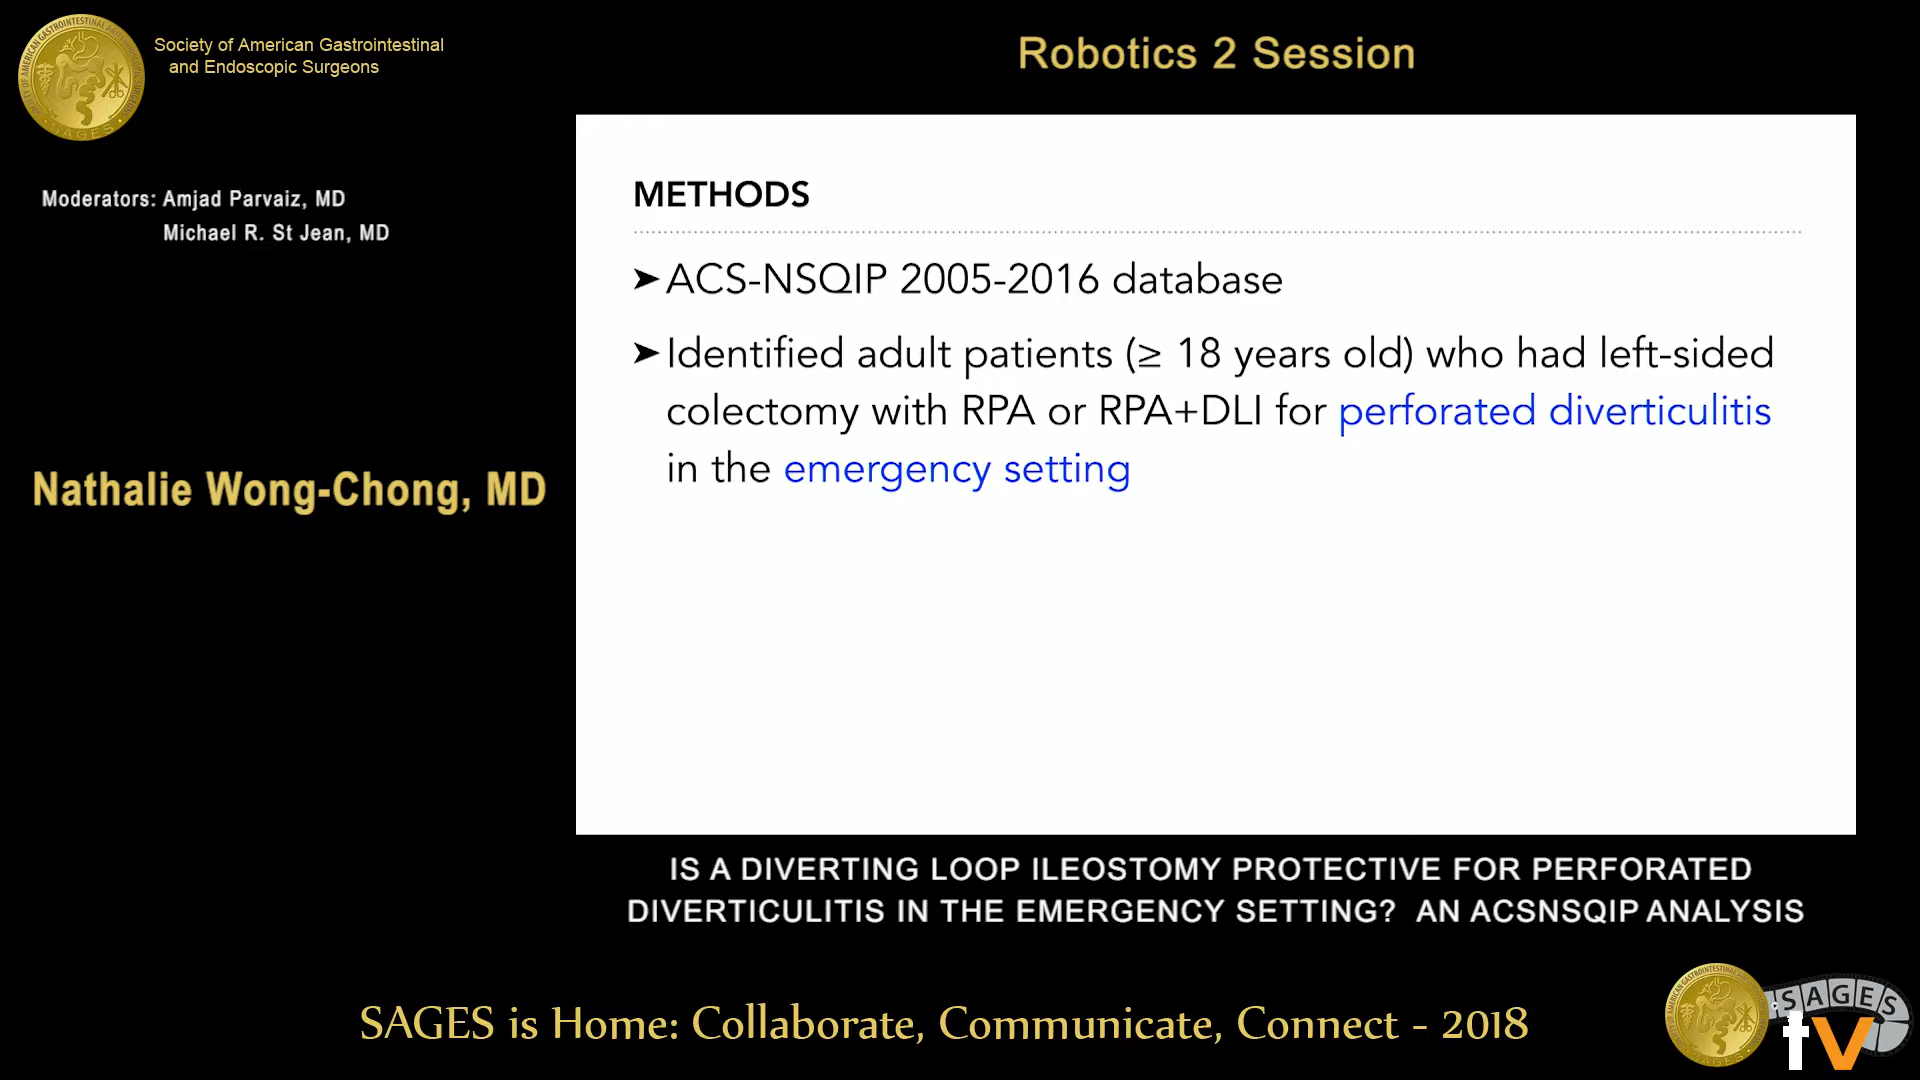 Society of American Gastrointestinal
and Endoscopic Surgeons
Robotics 2 Session
Moderators: Amjad Parvaiz, MD
Michael R. St Jean, MD
Nathalie Wong-Chong, MD
METHODS
➤ACS-NSQIP 2005-2016 database
➤Identified adult patients (≥ 18 years old) who had left-sided
colectomy with RPA or RPA+DLI for perforated diverticulitis
in the emergency setting
IS A DIVERTING LOOP ILEOSTOMY PROTECTIVE FOR PERFORATED
DIVERTICULITIS IN THE EMERGENCY SETTING? AN ACSNSQIP ANALYSIS
SAGES is Home: Collaborate, Communicate, Connect - 2018
SAGES
tv